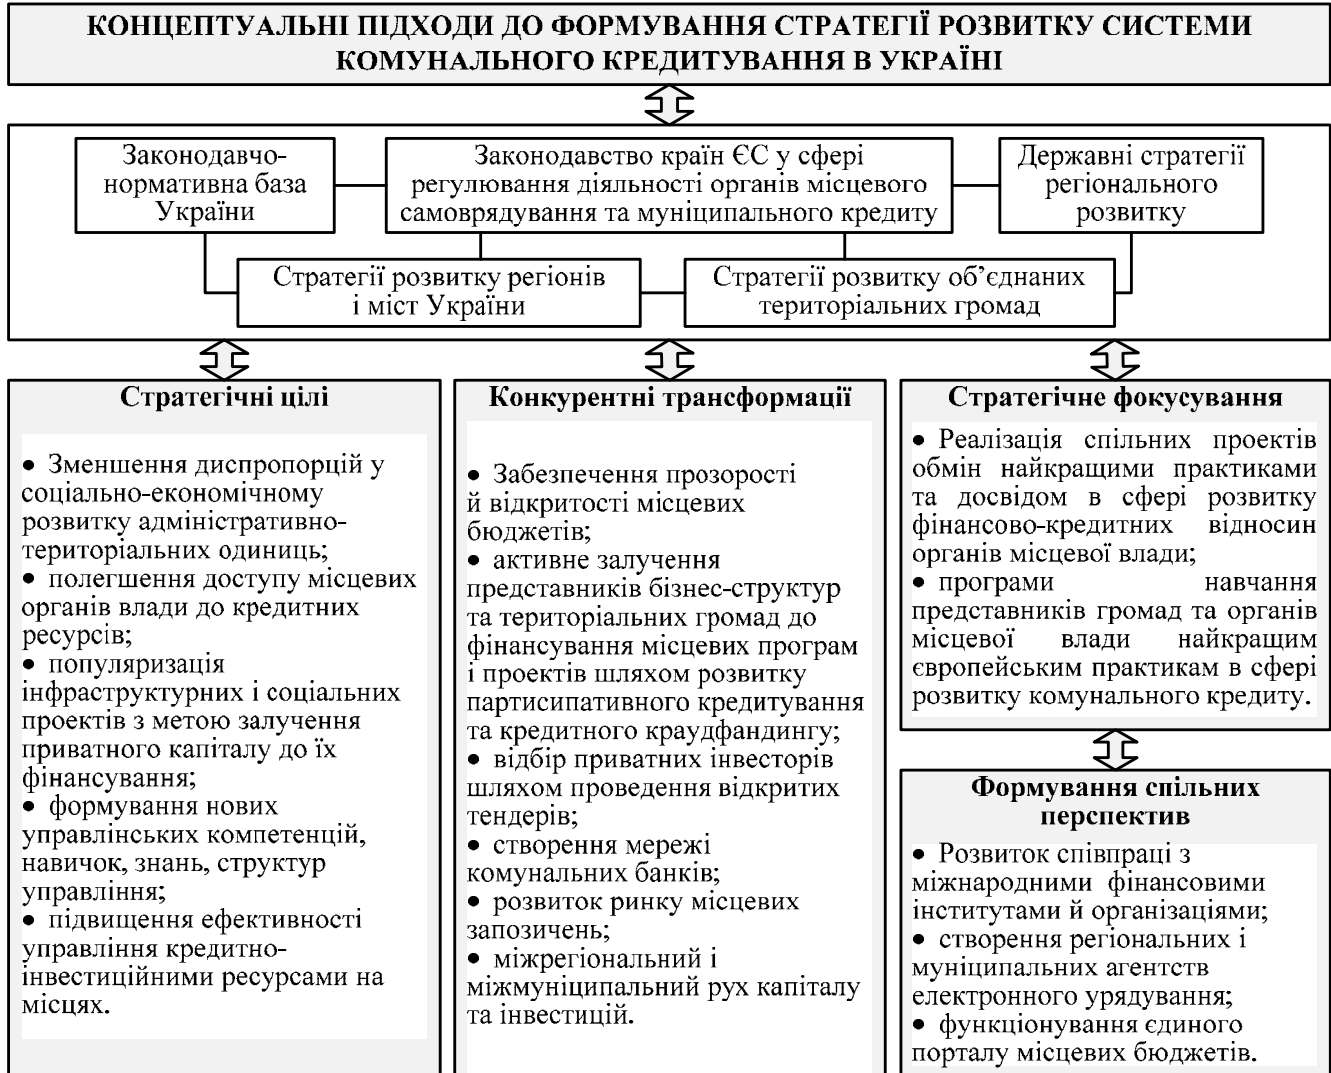 КОНЦЕПТУАЛЬНІ ПІДХОДИ ДО ФОРМУВАННЯ СТРАТЕГІЇ РОЗВИТКУ СИСТЕМИ
КОМУНАЛЬНОГО КРЕДИТУВАННЯ В УКРАЇНІ
Законодавчо-
нормативна база
України
Законодавство країн ЄС у сфері
регулювання діяльності органів місцевого
самоврядування та муніципального кредиту
Державні стратегії
регіонального
розвитку
Стратегії розвитку регіонів
і міст України
Стратегії розвитку об’єднаних
територіальних громад
Стратегічні цілі
• Зменшення диспропорцій у
соціально-економічному
розвитку адміністративно-
територіальних одиниць;
• полегшення доступу місцевих
органів влади до кредитних
ресурсів;
• популяризація
інфраструктурних і соціальних
проектів з метою залучення
приватного капіталу до їх
фінансування;
• формування нових
управлінських компетенцій,
навичок, знань, структур
управління;
• підвищення ефективності
управління кредитно-
інвестиційними ресурсами на
місцях.
Конкурентні трансформації
• Забезпечення прозорості
й відкритості місцевих
бюджетів;
• активне залучення
представників бізнес-структур
та територіальних громад до
фінансування місцевих програм
і проектів шляхом розвитку
партисипативного кредитування
та кредитного краудфандингу;
• відбір приватних інвесторів
шляхом проведення відкритих
тендерів;
• створення мережі
комунальних банків;
• розвиток ринку місцевих
запозичень;
• міжрегіональний і
міжмуніципальний рух капіталу
та інвестицій.
Стратегічне фокусування
• Реалізація спільних проектів
обмін найкращими практиками
та досвідом в сфері розвитку
фінансово-кредитних відносин
органів місцевої влади;
• програми навчання
представників громад та органів
місцевої влади найкращим
європейським практикам в сфері
розвитку комунального кредиту.
Формування спільних
перспектив
• Розвиток співпраці з
міжнародними фінансовими
інститутами й організаціями;
• створення регіональних і
муніципальних агентств
електронного урядування;
• функціонування єдиного
порталу місцевих бюджетів.